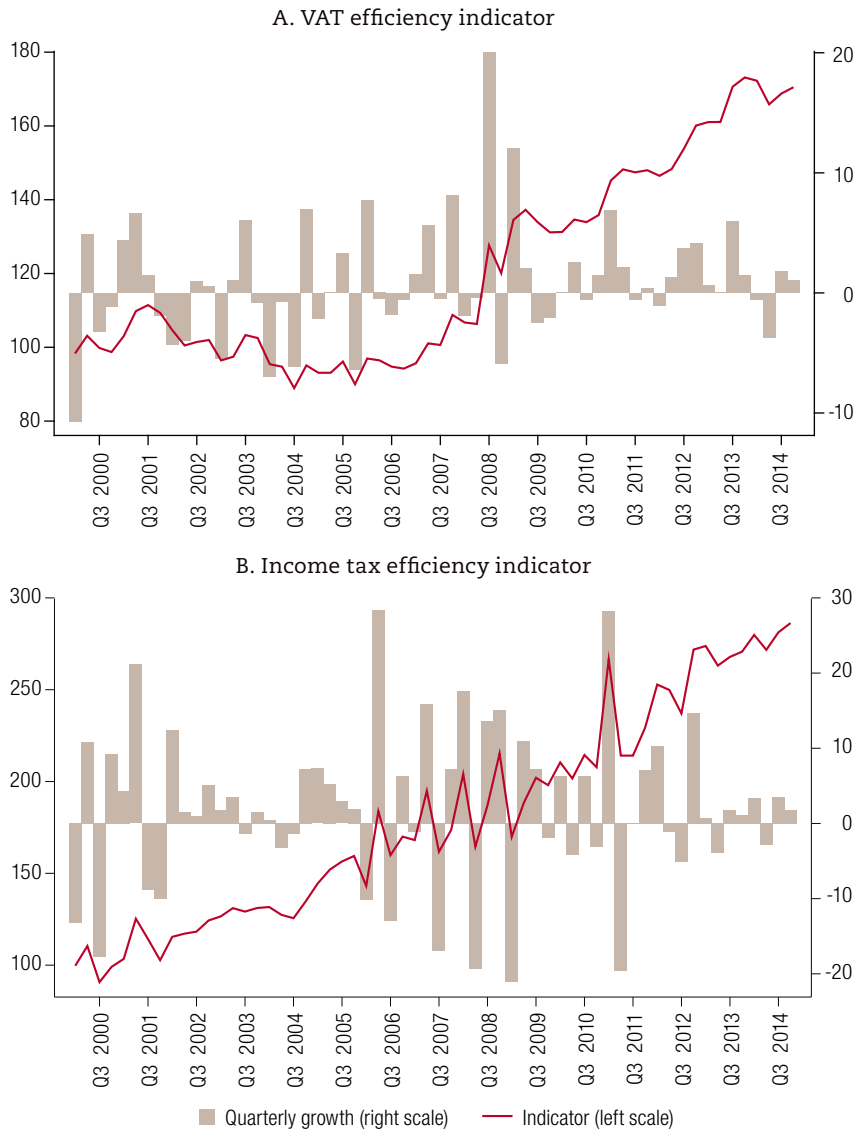 A. VAT efficiency indicator
180
160
140
120
100
80
20
10
0
-10
Q3 2000
Q3 2001
Q3 2002
Q3 2003
Q3 2004
Q3 2005
Q3 2006
Q3 2007
Q3 2008
Q3 2009
Q3 2010
Q3 2011
Q3 2012
Q3 2013
Q3 2014
B. Income tax efficiency indicator
300
250
200
150
100
30
20
10
0
-10
-20
Q3 2000
Q3 2001
Q3 2002
Q3 2003
Q3 2004
Q3 2005
Q3 2006
Q3 2007
Q3 2008
Q3 2009
Q3 2010
Q3 2011
Q3 2012
Q3 2013
Q3 2014
Quarterly growth (right scale)
Indicator (left scale)